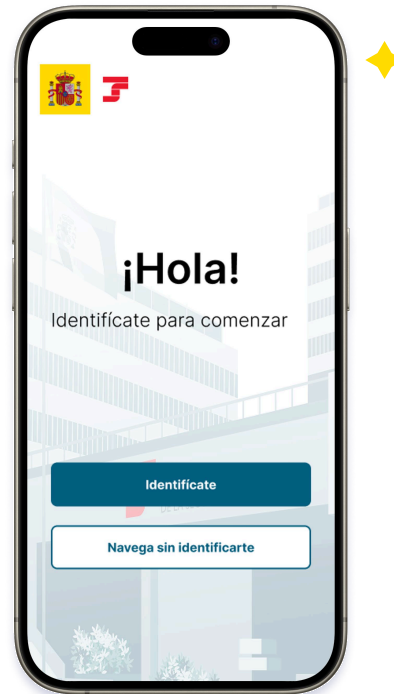 ¡Hola!
Identifícate para comenzar
Identifícate
Navega sin identificarte